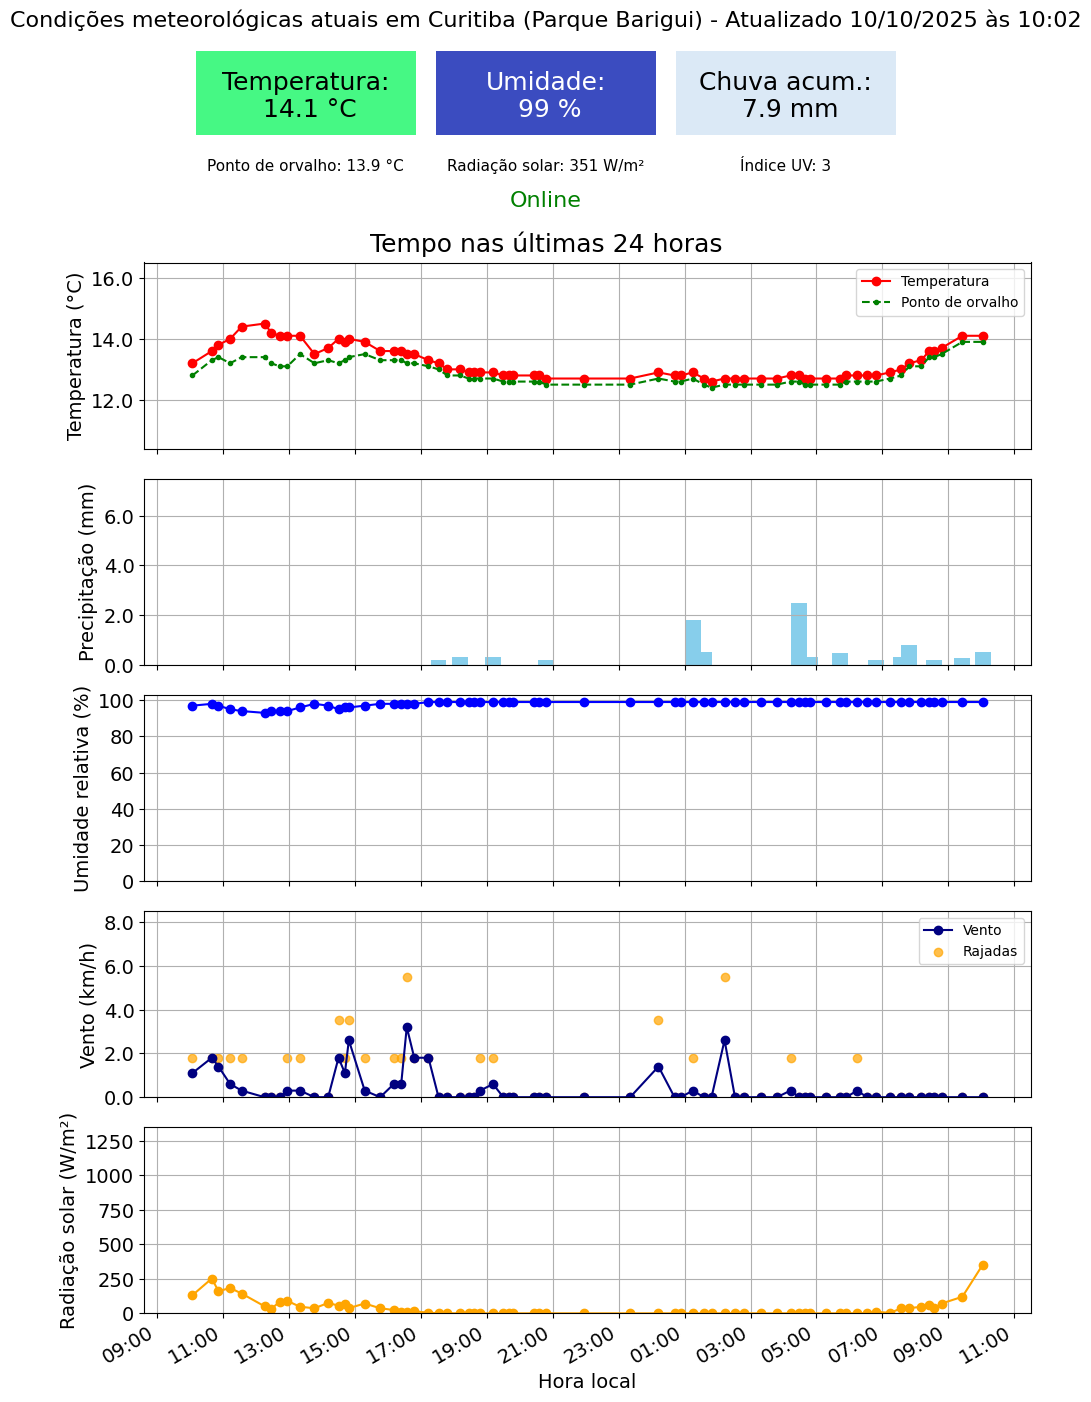 Condições meteorológicas atuais em Curitiba (Parque Barigui) - Atualizado 10/10/2025 às 10:02
Temperatura:
14.1 °C
Umidade:
99 %
Chuva acum.:
7.9 mm
Ponto de orvalho: 13.9 °C
Radiação solar: 351 W/m²
Índice UV: 3
Online
Tempo nas últimas 24 horas
Temperatura (°C)
16.0
14.0
12.0
Temperatura
Ponto de orvalho
Precipitação (mm)
6.0
4.0
2.0
0.0
Umidade relativa (%)
100
80
60
40
20
0
Vento (km/h)
8.0
6.0
4.0
2.0
0.0
Vento
Rajadas
Radiação solar (W/m²)
1250
1000
750
500
250
0
09:00
11:00
13:00
15:00
17:00
19:00
21:00
23:00
01:00
03:00
05:00
07:00
09:00
11:00
Hora local